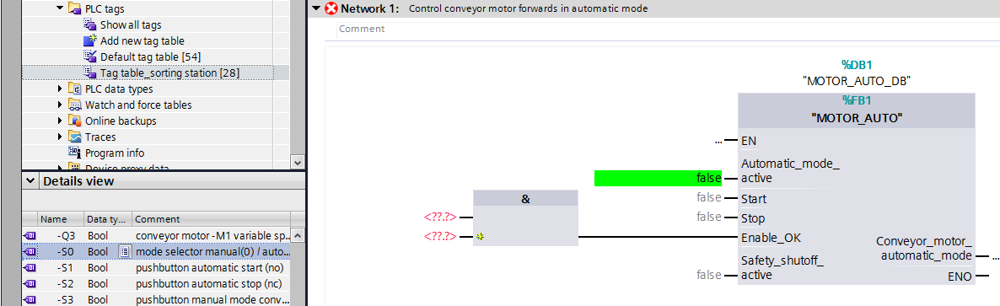 PLC tags
Show all tags
Add new tag table
Default tag table [54]
Tag table_sorting station [28]
PLC data types
Watch and force tables
Online backups
Traces
Program info
Device proxy data
Details view
Name Data ty... Comment
-Q3 Bool conveyor motor -M1 variable sp...
-S0 Bool mode selector manual(0) / auto...
-S1 Bool pushbutton automatic start (no)
-S2 Bool pushbutton automatic stop (nc)
-S3 Bool pushbutton manual mode conv...
Network 1: Control conveyor motor forwards in automatic mode
Comment
%DB1
"MOTOR_AUTO_DB"
%FB1
"MOTOR_AUTO"
... EN
Automatic_mode_
false active
false Start
false Stop
&
<??.?>
<??.?>
Enable_OK
Safety_shutoff_
false active
Conveyor_motor_
automatic_mode ...
ENO